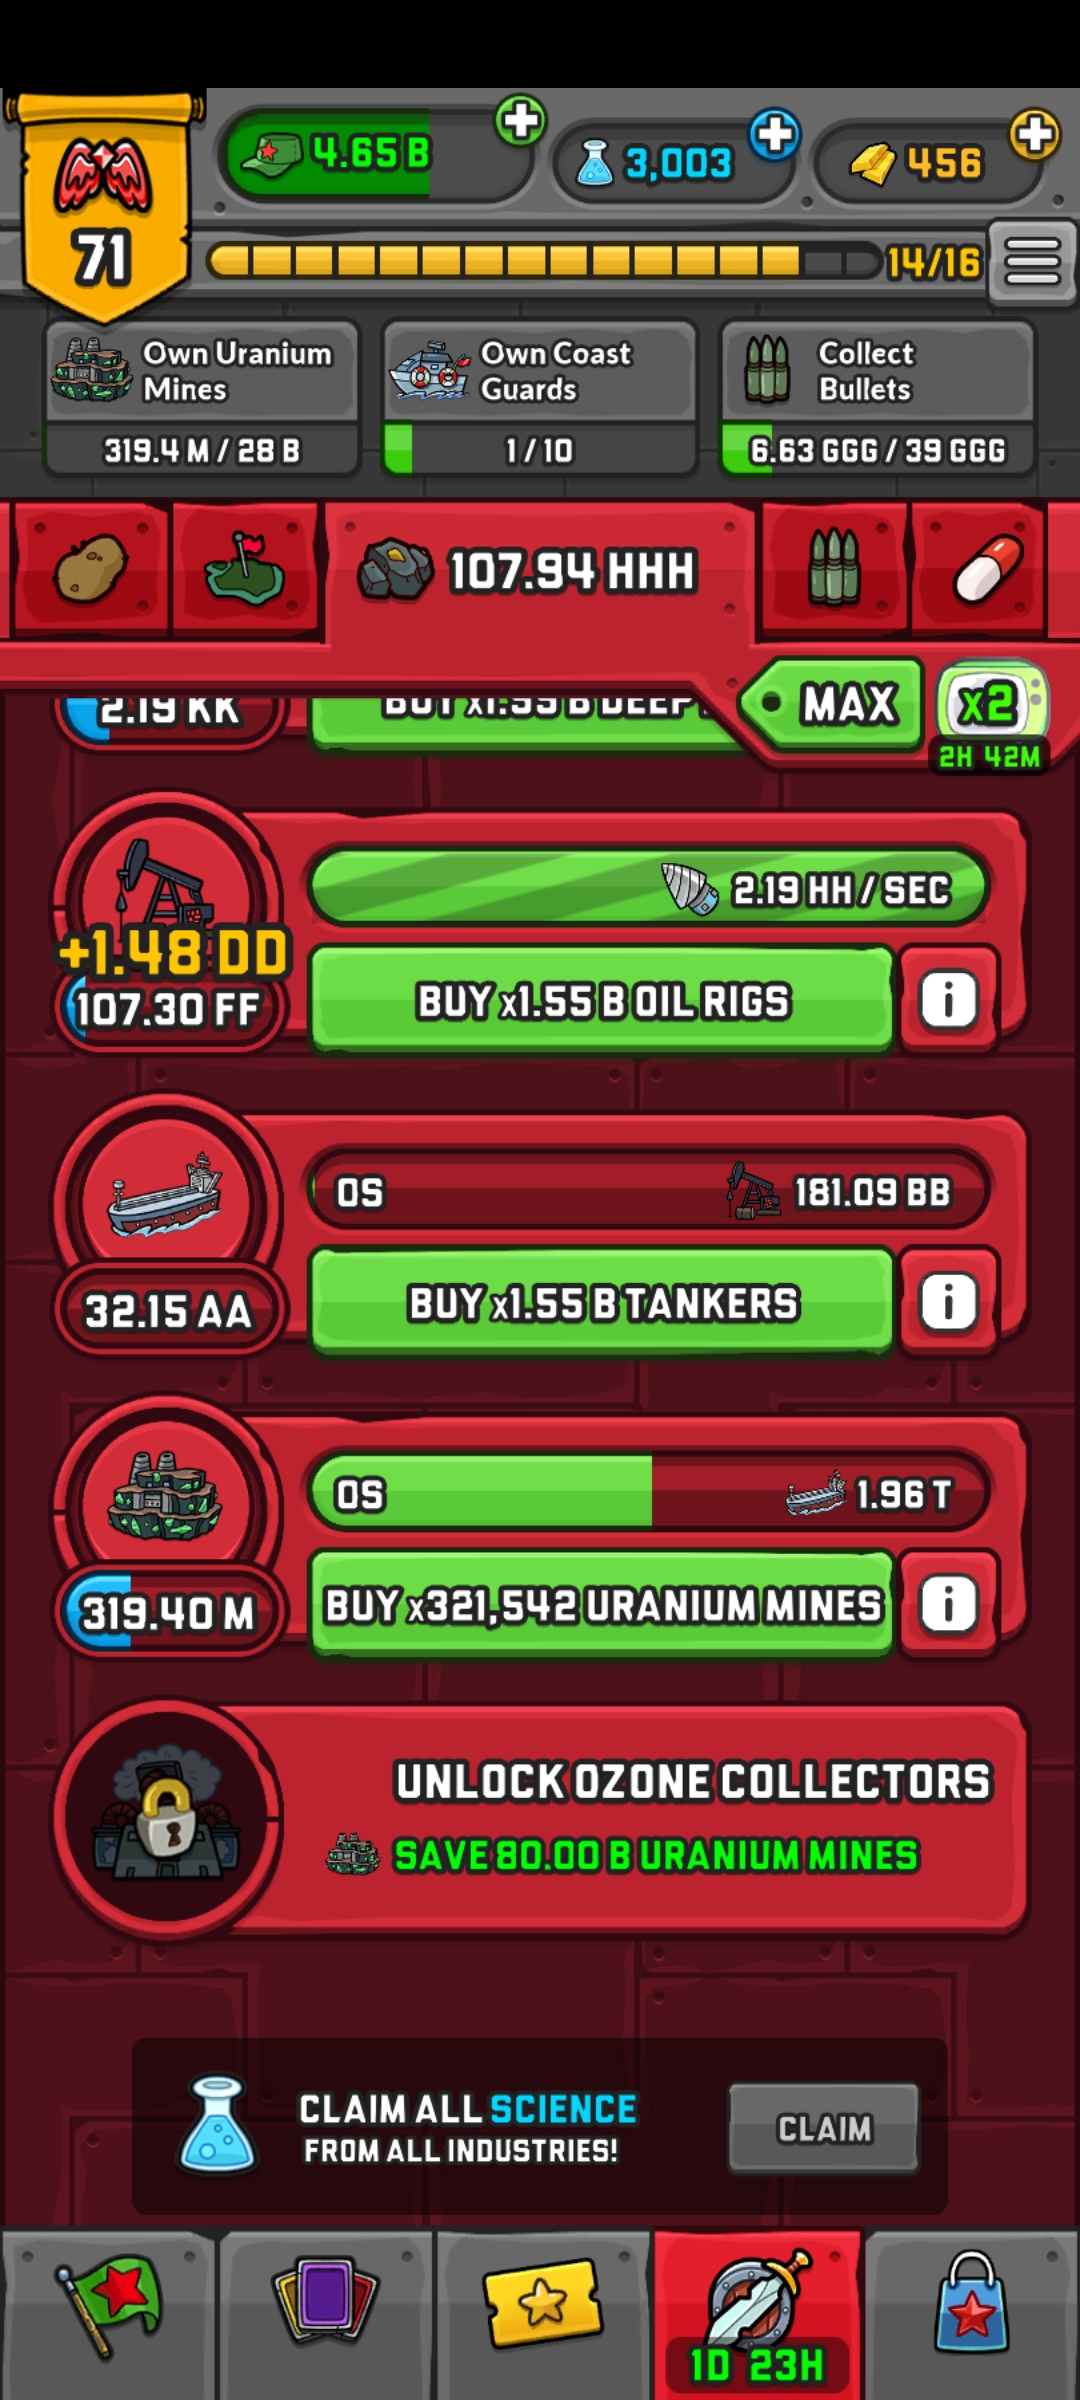 4.65 B
3,003
456
71
14/16
Own Uranium
Mines
319.4 M / 28 B
Own Coast
Guards
1 / 10
Collect
Bullets
6.63 GGG / 39 GGG
107.94 HHH
MAX
x2
2H 42M
2.19 KK
BUY x1.55 B DEEP
2.19 HH / SEC
+1.48 DD
107.30 FF
BUY x1.55 B OIL RIGS
0S
181.09 BB
32.15 AA
BUY x1.55 B TANKERS
0S
1.96 T
319.40 M
BUY x321,542 URANIUM MINES
UNLOCK OZONE COLLECTORS
SAVE 80.00 B URANIUM MINES
CLAIM ALL SCIENCE
FROM ALL INDUSTRIES!
CLAIM
1D 23H